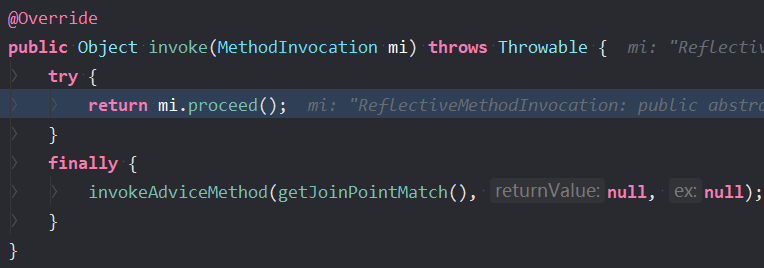 @Override
public Object invoke(MethodInvocation mi) throws Throwable { mi: "Reflectiv
try {
return mi.proceed(); mi: "ReflectiveMethodInvocation: public abstra
}
finally {
invokeAdviceMethod(getJoinPointMatch(), returnValue: null, ex: null);
}
}